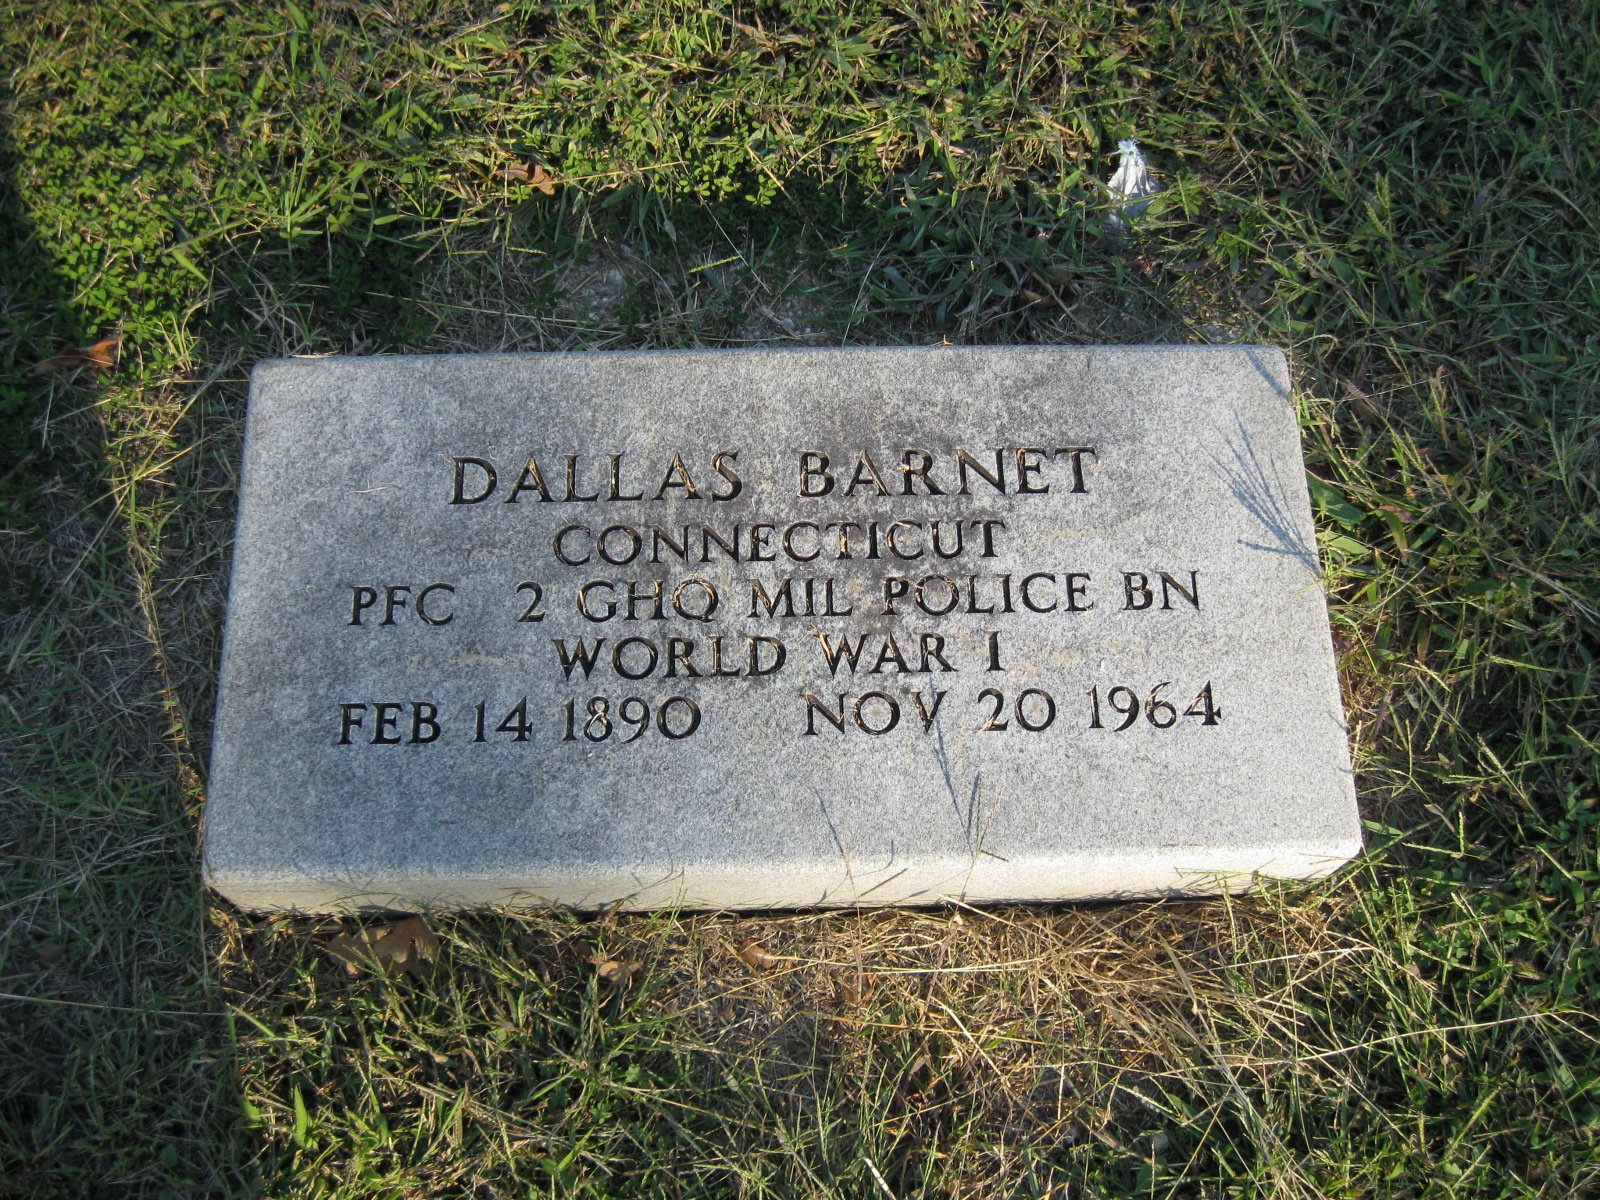 DALLAS BARNET
CONNECTICUT
PFC 2 GHQ MIL POLICE BN
WORLD WAR I
FEB 14 1890 NOV 20 1964